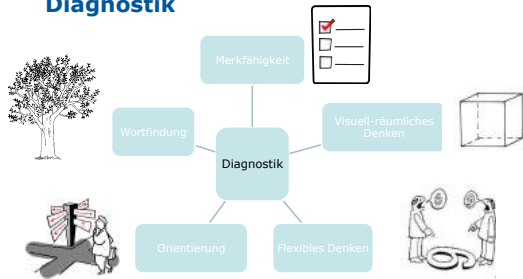 Diagnostik
Merkfähigkeit
Wortfindung
Visuell-räumliches
Denken
Diagnostik
Orientierung
Flexibles Denken